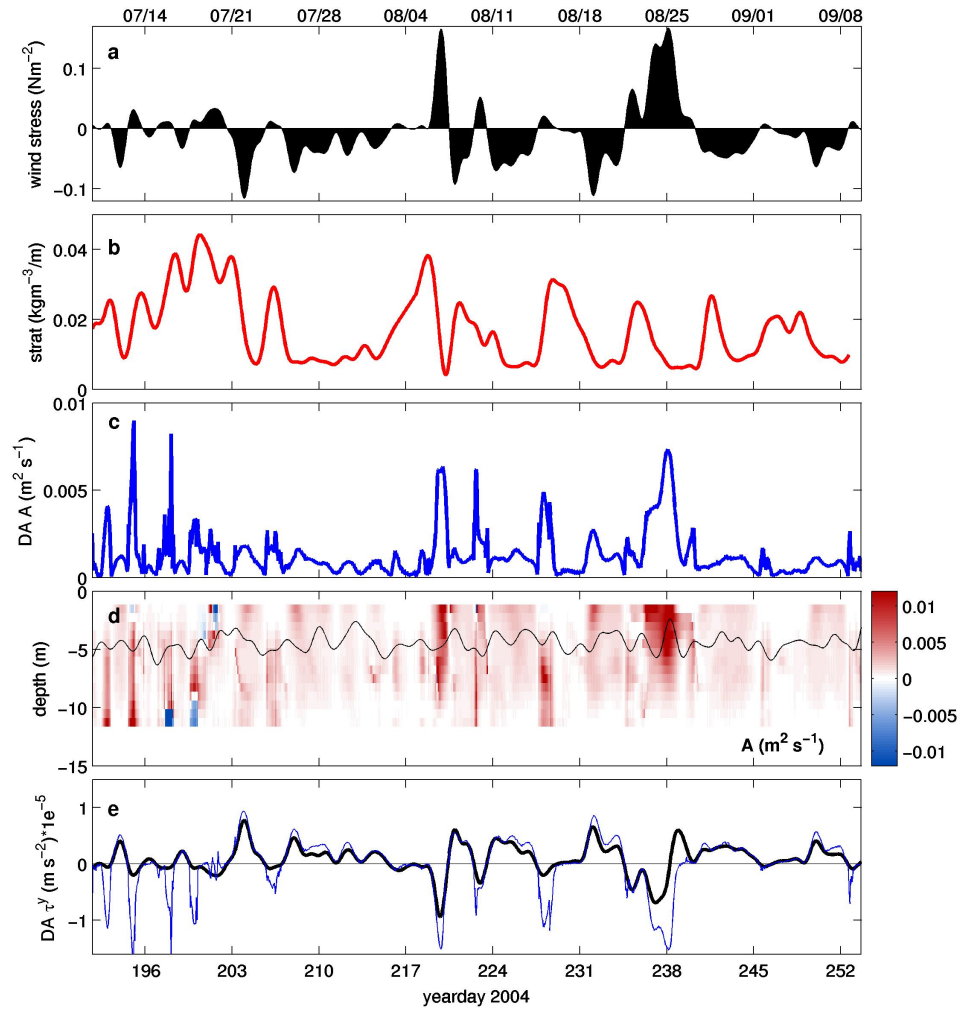 07/14 07/21 07/28 08/04 08/11 08/18 08/25 09/01 09/08
a
wind stress (Nm⁻²)
0.1
0
−0.1
b
strat (kgm⁻³/m)
0.04
0.02
0
c
DA A (m² s⁻¹)
0.01
0.005
0
d
depth (m)
0
−5
−10
−15
A (m² s⁻¹)
0.01
0.005
0
−0.005
−0.01
e
DA τʸ (m s⁻²)*1e⁻⁵
1
0
−1
196 203 210 217 224 231 238 245 252
yearday 2004